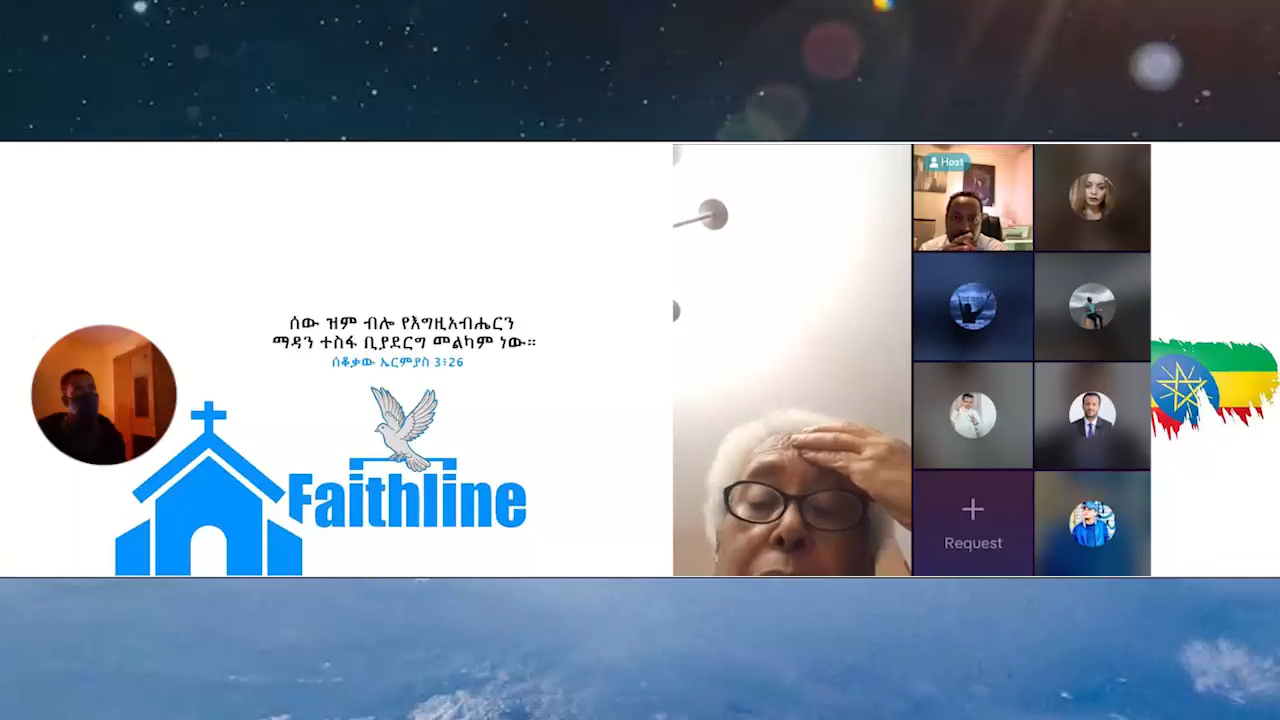 ሰው ዝም ብሎ የእግዚአብሔርን
ማዳን ተስፋ ቢያደርግ መልካም ነው።
ሰቆቃው ኤርምያስ 3፥26
Faithline
Host
Request